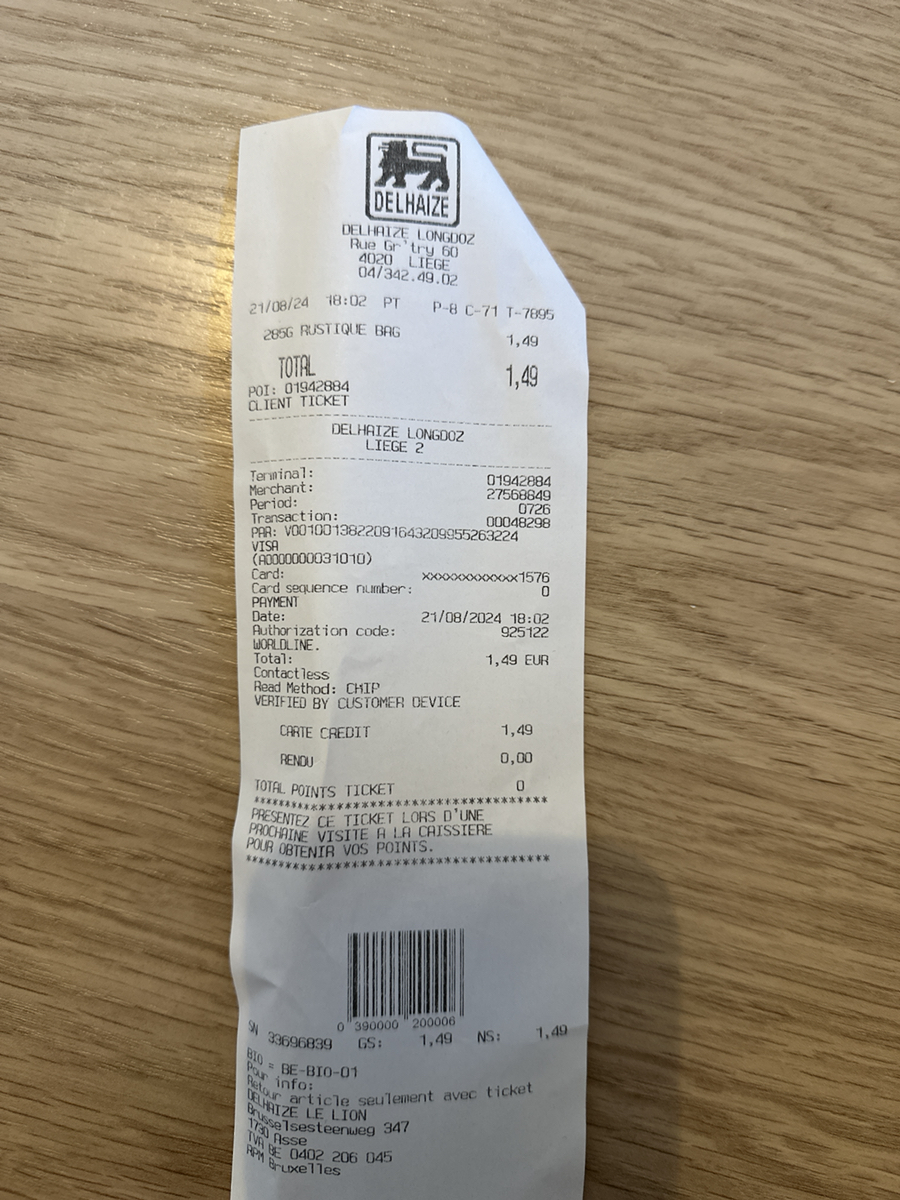 DELHAIZE
DELHAIZE LONGDOZ
Rue Gr'try 60
4020 LIEGE
04/342.49.02
21/08/24 18:02 PT P-8 C-71 T-7895
285G RUSTIQUE BAG 1,49
TOTAL 1,49
POI: 01942884
CLIENT TICKET
DELHAIZE LONGDOZ
LIEGE 2
Terminal: 01942884
Merchant: 27568849
Period: 0726
Transaction: 00048298
PAR: V0010013822091643209955263224
VISA
(A0000000031010)
Card: xxxxxxxxxxxx1576
Card sequence number: 0
PAYMENT
Date: 21/08/2024 18:02
Authorization code: 925122
WORLDLINE.
Total: 1,49 EUR
Contactless
Read Method: CHIP
VERIFIED BY CUSTOMER DEVICE
CARTE CREDIT 1,49
RENDU 0,00
TOTAL POINTS TICKET 0
******************************
PRESENTEZ CE TICKET LORS D'UNE
PROCHAINE VISITE A LA CAISSIERE
POUR OBTENIR VOS POINTS.
******************************
0 390000 200006
SN 33696839 GS: 1,49 NS: 1,49
BIO = BE-BIO-01
Pour info:
Retour article seulement avec ticket
DELHAIZE LE LION
Brusselsesteenweg 347
1730 Asse
TVA BE 0402 206 045
RPM Bruxelles